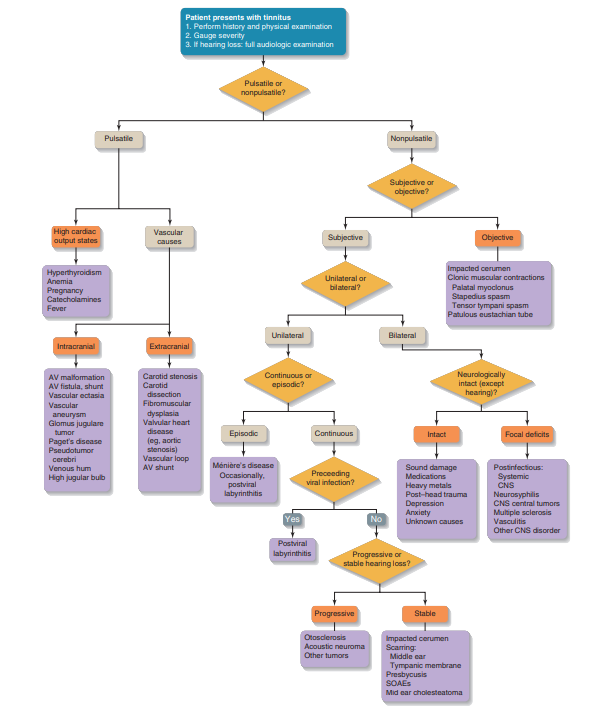 Patient presents with tinnitus
1. Perform history and physical examination
2. Gauge severity
3. If hearing loss: full audiologic examination
Pulsatile or
nonpulsatile?
Pulsatile
Nonpulsatile
Subjective or
objective?
High cardiac
output states
Vascular
causes
Subjective
Objective
Hyperthyroidism
Anemia
Pregnancy
Catecholamines
Fever
Impacted cerumen
Clonic muscular contractions
Palatal myoclonus
Stapedius spasm
Tensor tympani spasm
Patulous eustachian tube
Unilateral or
bilateral?
Unilateral
Bilateral
Intracranial
Extracranial
AV malformation
AV fistula, shunt
Vascular ectasia
Vascular
aneurysm
Glomus jugulare
tumor
Paget's disease
Pseudotumor
cerebri
Venous hum
High jugular bulb
Carotid stenosis
Carotid
dissection
Fibromuscular
dysplasia
Valvular heart
disease
(eg, aortic
stenosis)
Vascular loop
AV shunt
Continuous or
episodic?
Neurologically
intact (except
hearing)?
Episodic
Continuous
Intact
Focal deficits
Ménière's disease
Occasionally,
postviral
labyrinthitis
Preceeding
viral infection?
Sound damage
Medications
Heavy metals
Post–head trauma
Depression
Anxiety
Unknown causes
Postinfectious:
Systemic
CNS
Neurosyphilis
CNS central tumors
Multiple sclerosis
Vasculitis
Other CNS disorder
Yes
No
Postviral
labyrinthitis
Progressive or
stable hearing loss?
Progressive
Stable
Otosclerosis
Acoustic neuroma
Other tumors
Impacted cerumen
Scarring:
Middle ear
Tympanic membrane
Presbycusis
SOAEs
Mid ear cholesteatoma